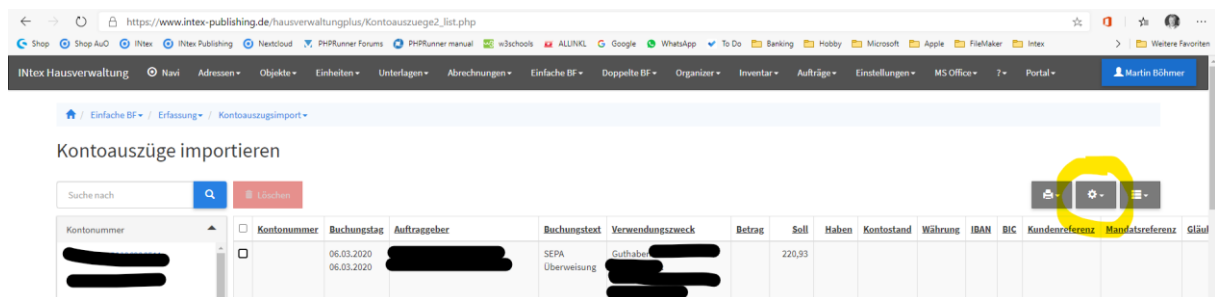 https://www.intex-publishing.de/hausverwaltungplus/Kontoauszuege2_list.php
Shop Shop AuO INtex INtex Publishing Nextcloud PHPRunner Forums PHPRunner manual w3schools ALLINKL Google WhatsApp To Do Banking Hobby Microsoft Apple FileMaker Intex Weitere Favoriten
INtex Hausverwaltung Navi Adressen Objekte Einheiten Unterlagen Abrechnungen Einfache BF Doppelte BF Organizer Inventar Aufträge Einstellungen MS Office ? Portal Martin Böhmer
/ Einfache BF / Erfassung / Kontoauszugsimport
Kontoauszüge importieren
Suche nach Löschen
Kontonummer Kontonummer Buchungstag Auftraggeber Buchungstext Verwendungszweck Betrag Soll Haben Kontostand Währung IBAN BIC Kundenreferenz Mandatsreferenz Gläul
06.03.2020 SEPA Guthaben 220,93
06.03.2020 Überweisung